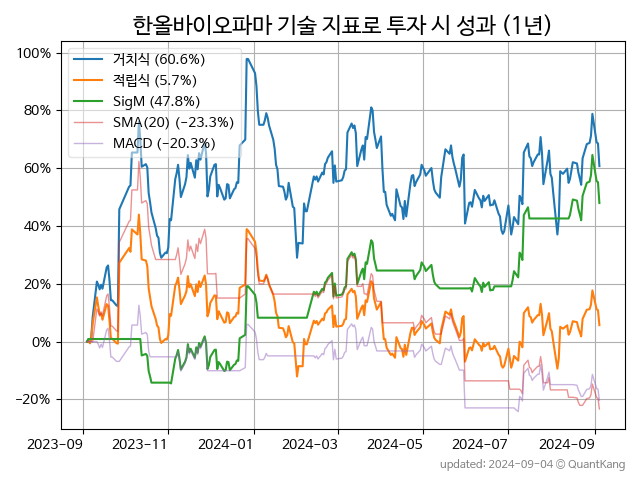 한올바이오파마 기술 지표로 투자 시 성과 (1년)
100%
80%
60%
40%
20%
0%
−20%
거치식 (60.6%)
적립식 (5.7%)
SigM (47.8%)
SMA(20) (−23.3%)
MACD (−20.3%)
2023-09 2023-11 2024-01 2024-03 2024-05 2024-07 2024-09
updated: 2024-09-04 © QuantKang